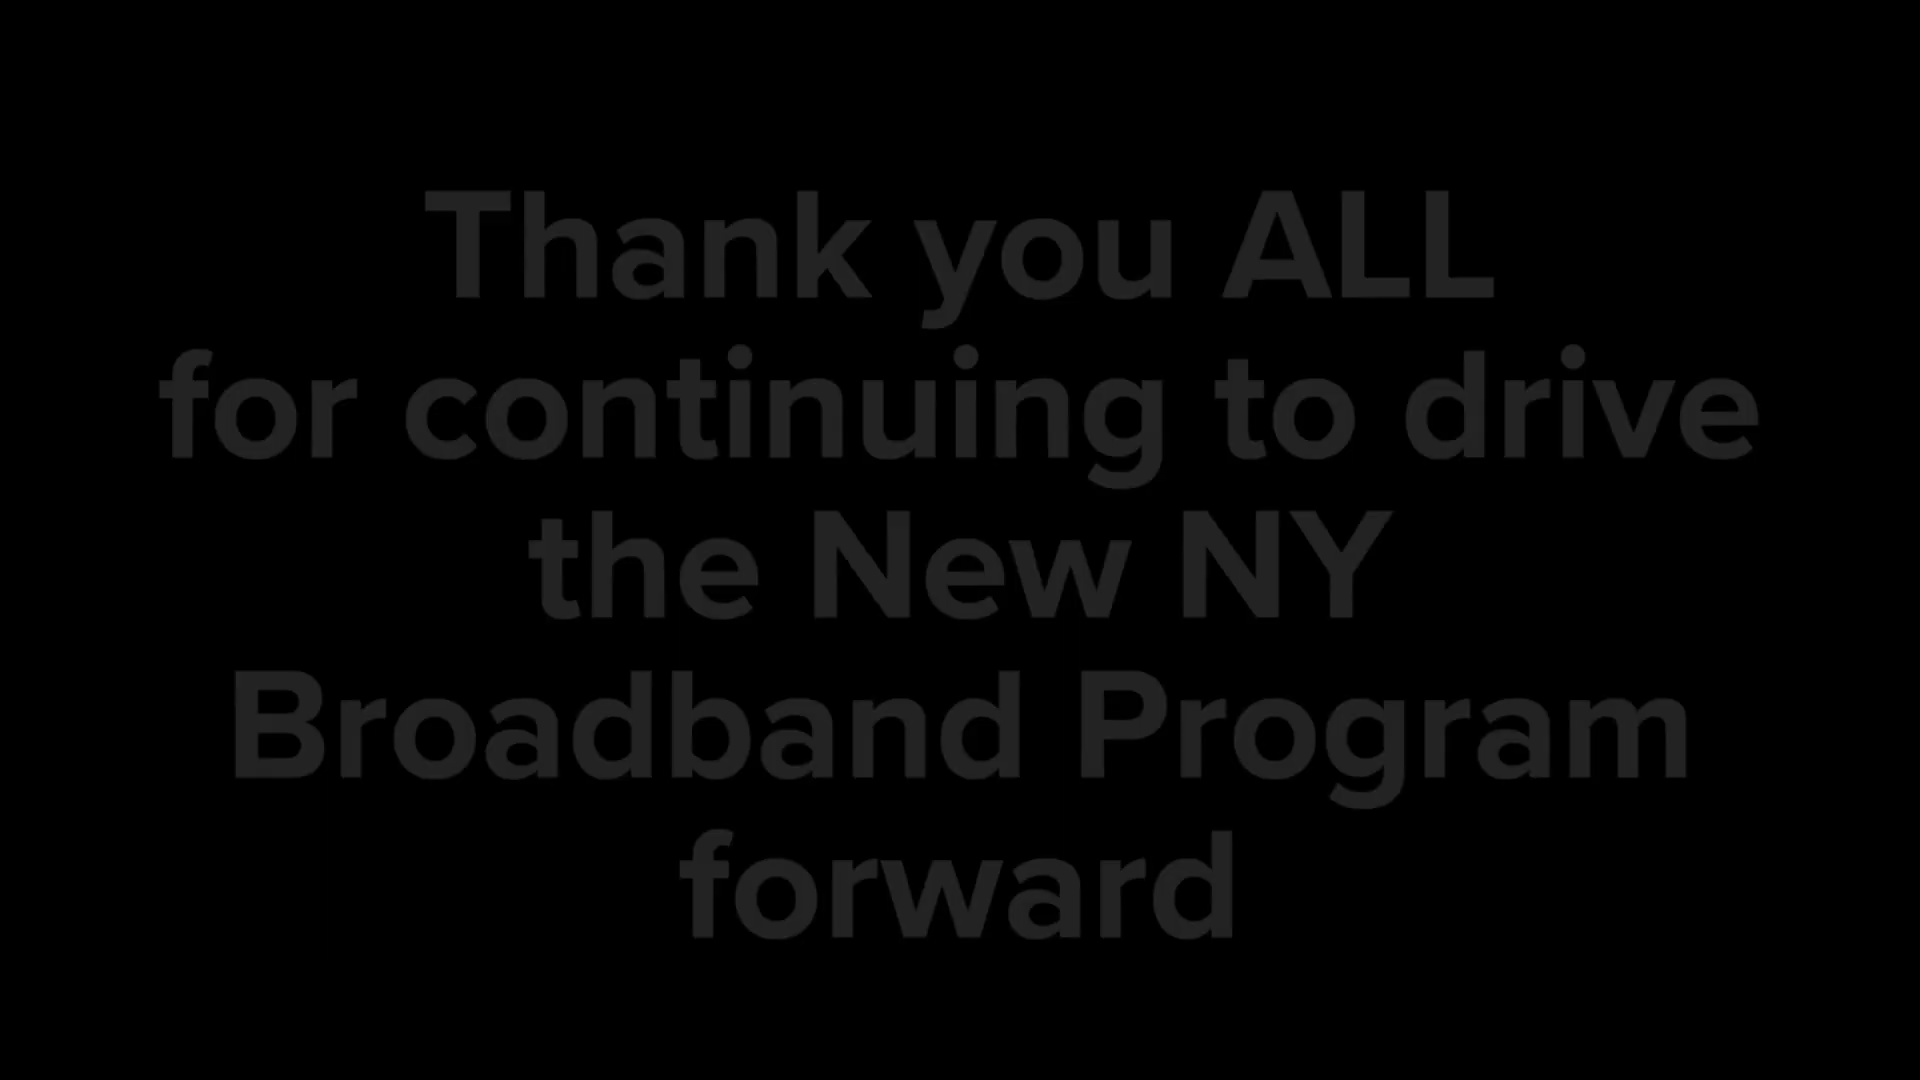 Thank you ALL
for continuing to drive
the New NY
Broadband Program
forward